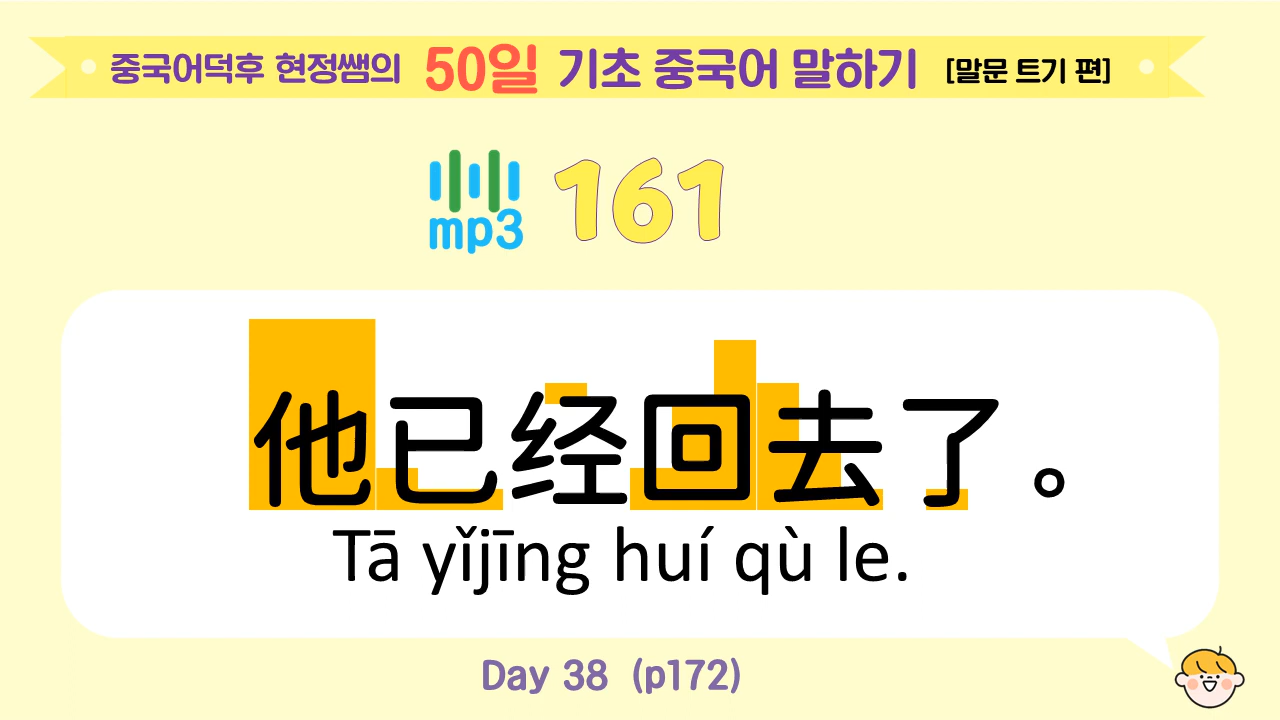 중국어덕후 현정쌤의 50일 기초 중국어 말하기 [말문 트기 편]
mp3 161
他已经回去了。
Tā yǐjīng huí qù le.
Day 38 (p172)